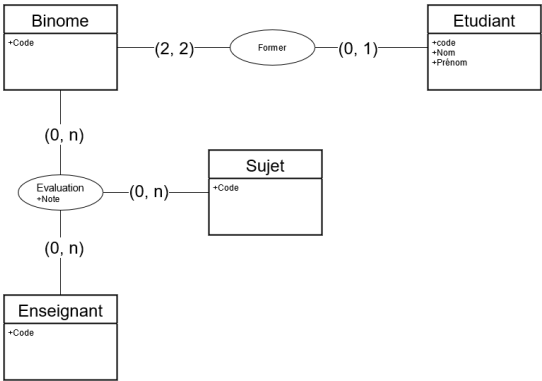 Binome
+Code
(2, 2)
Former
(0, 1)
Etudiant
+code
+Nom
+Prénom
(0, n)
Evaluation
+Note
(0, n)
Sujet
+Code
(0, n)
Enseignant
+Code